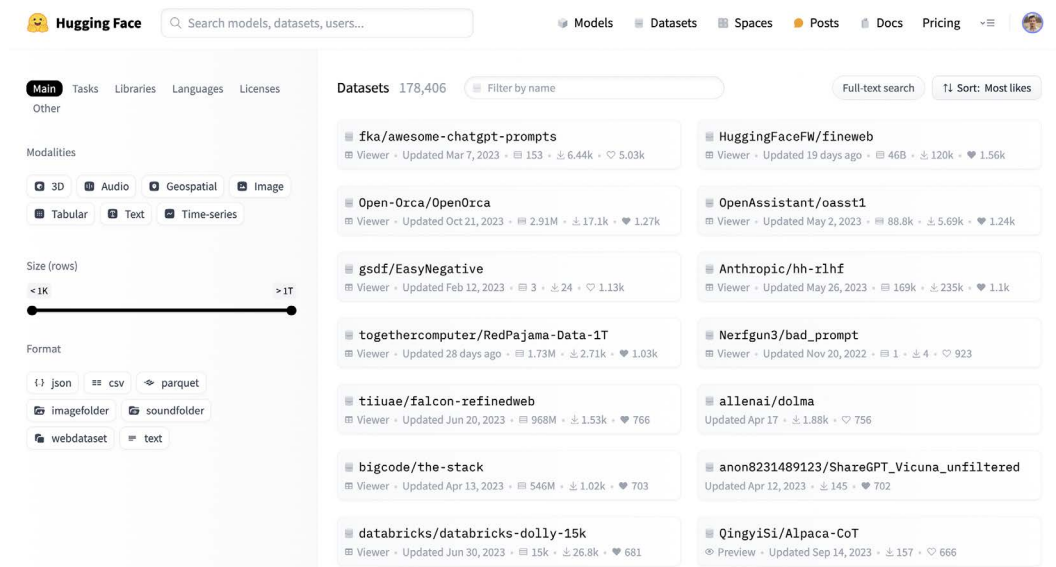 Hugging Face
Search models, datasets, users...
Models
Datasets
Spaces
Posts
Docs
Pricing
Main Tasks Libraries Languages Licenses
Other
Modalities
3D Audio Geospatial Image
Tabular Text Time-series
Size (rows)
< 1K > 1T
Format
json csv parquet
imagefolder soundfolder
webdataset text
Datasets 178,406
Filter by name
Full-text search
↑↓ Sort: Most likes
fka/awesome-chatgpt-prompts
Viewer • Updated Mar 7, 2023 • 153 • 6.44k • 5.03k
HuggingFaceFW/fineweb
Viewer • Updated 19 days ago • 46B • 120k • 1.56k
Open-Orca/OpenOrca
Viewer • Updated Oct 21, 2023 • 2.91M • 17.1k • 1.27k
OpenAssistant/oasst1
Viewer • Updated May 2, 2023 • 88.8k • 5.69k • 1.24k
gsdf/EasyNegative
Viewer • Updated Feb 12, 2023 • 3 • 24 • 1.13k
Anthropic/hh-rlhf
Viewer • Updated May 26, 2023 • 169k • 235k • 1.1k
togethercomputer/RedPajama-Data-1T
Viewer • Updated 28 days ago • 1.73M • 2.71k • 1.03k
Nerfgun3/bad_prompt
Viewer • Updated Nov 20, 2022 • 1 • 4 • 923
tiiuae/falcon-refinedweb
Viewer • Updated Jun 20, 2023 • 968M • 1.53k • 766
allenai/dolma
Updated Apr 17 • 1.88k • 756
bigcode/the-stack
Viewer • Updated Apr 13, 2023 • 546M • 1.02k • 703
anon8231489123/ShareGPT_Vicuna_unfiltered
Updated Apr 12, 2023 • 145 • 702
databricks/databricks-dolly-15k
Viewer • Updated Jun 30, 2023 • 15k • 26.8k • 681
QingyiSi/Alpaca-CoT
Preview • Updated Sep 14, 2023 • 157 • 666